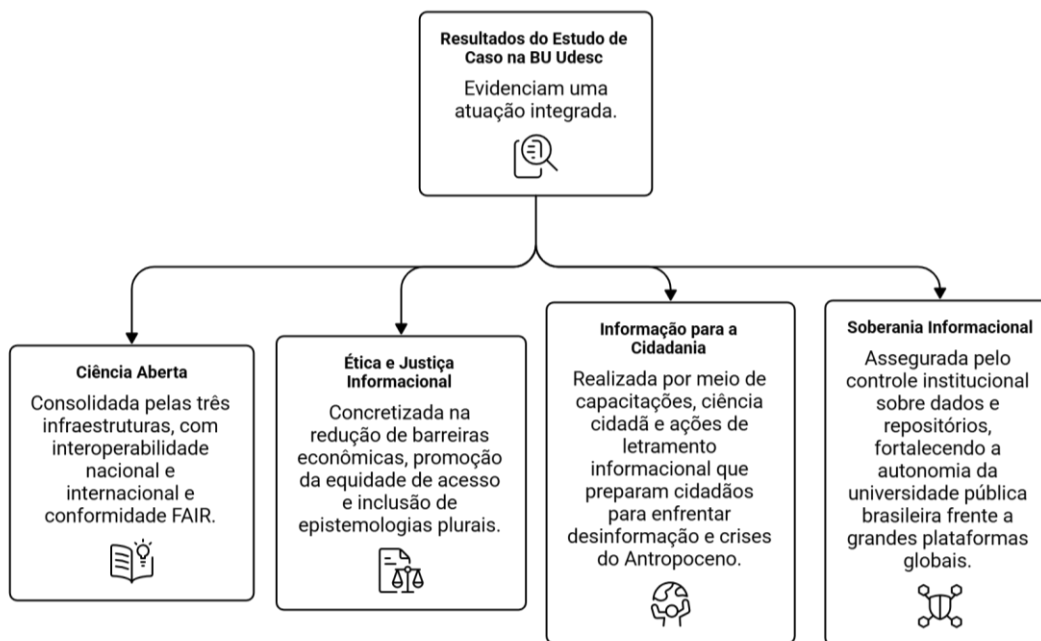 Resultados do Estudo de
Caso na BU Udesc
Evidenciam uma
atuação integrada.
Ciência Aberta
Consolidada pelas três
infraestruturas, com
interoperabilidade
nacional e
internacional e
conformidade FAIR.
Ética e Justiça
Informacional
Concretizada na
redução de barreiras
econômicas, promoção
da equidade de acesso
e inclusão de
epistemologias plurais.
Informação para a
Cidadania
Realizada por meio de
capacitações, ciência
cidadã e ações de
letramento
informacional que
preparam cidadãos
para enfrentar
desinformação e crises
do Antropoceno.
Soberania Informacional
Assegurada pelo
controle institucional
sobre dados e
repositórios,
fortalecendo a
autonomia da
universidade pública
brasileira frente a
grandes plataformas
globais.